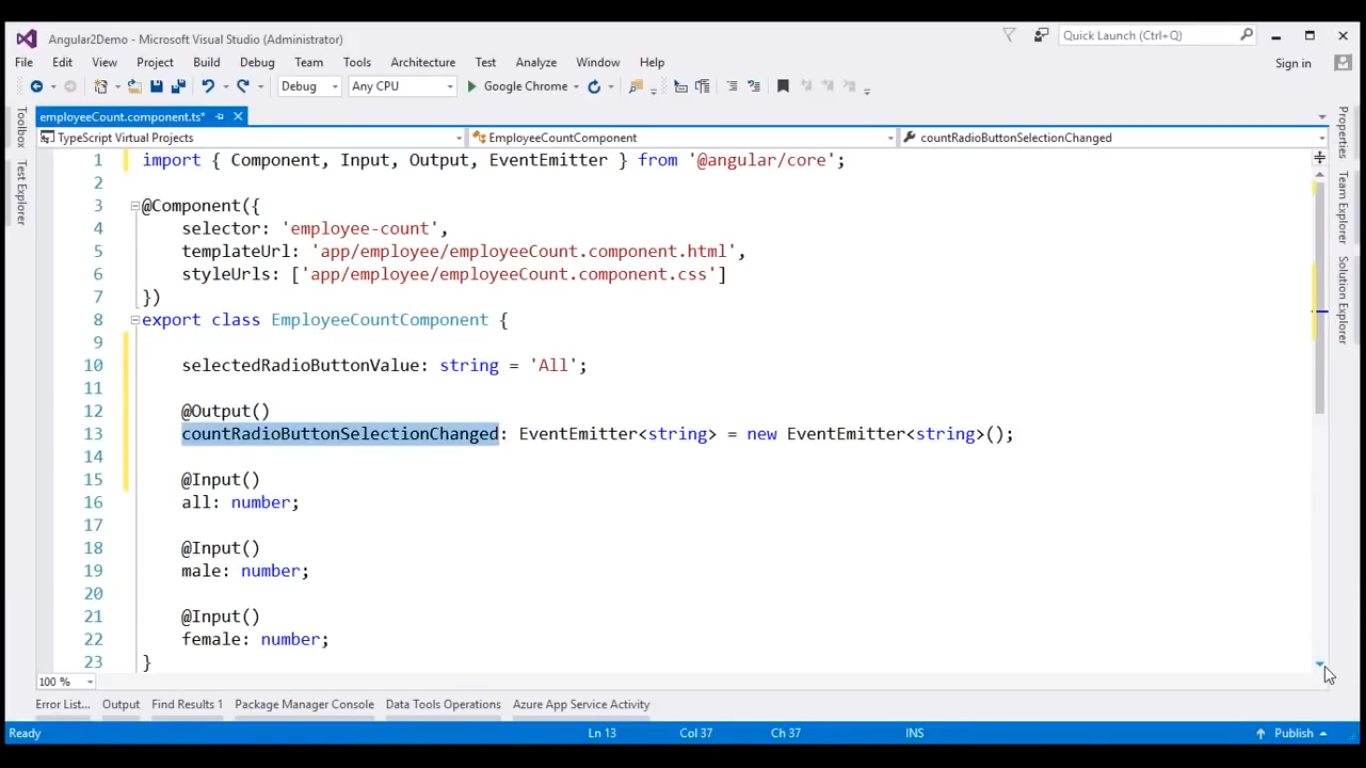 Angular2Demo - Microsoft Visual Studio (Administrator)
Quick Launch (Ctrl+Q)
File Edit View Project Build Debug Team Tools Architecture Test Analyze Window Help
Sign in
Debug Any CPU Google Chrome
employeeCount.component.ts*
TypeScript Virtual Projects EmployeeCountComponent countRadioButtonSelectionChanged
Toolbox
Test Explorer
1 import { Component, Input, Output, EventEmitter } from '@angular/core';
2
3 @Component({
4 selector: 'employee-count',
5 templateUrl: 'app/employee/employeeCount.component.html',
6 styleUrls: ['app/employee/employeeCount.component.css']
7 })
8 export class EmployeeCountComponent {
9
10 selectedRadioButtonValue: string = 'All';
11
12 @Output()
13 countRadioButtonSelectionChanged: EventEmitter<string> = new EventEmitter<string>();
14
15 @Input()
16 all: number;
17
18 @Input()
19 male: number;
20
21 @Input()
22 female: number;
23 }
Properties
Team Explorer
Solution Explorer
100 %
Error List... Output Find Results 1 Package Manager Console Data Tools Operations Azure App Service Activity
Ready Ln 13 Col 37 Ch 37 INS Publish